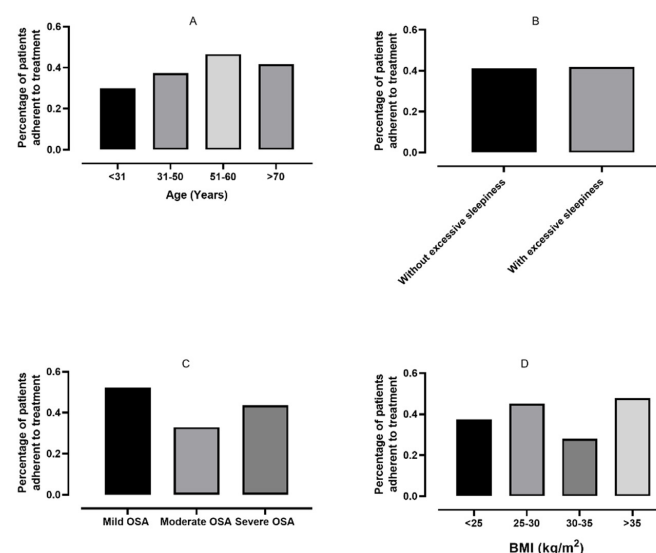 A
Percentage of patients
adherent to treatment
0.6
0.4
0.2
0.0
<31
31-50
51-60
>70
Age (Years)
B
Percentage of patients
adherent to treatment
0.6
0.4
0.2
0.0
Without excessive sleepiness
With excessive sleepiness
C
Percentage of patients
adherent to treatment
0.6
0.4
0.2
0.0
Mild OSA
Moderate OSA
Severe OSA
D
Percentage of patients
adherent to treatment
0.6
0.4
0.2
0.0
<25
25-30
30-35
>35
BMI (kg/m²)